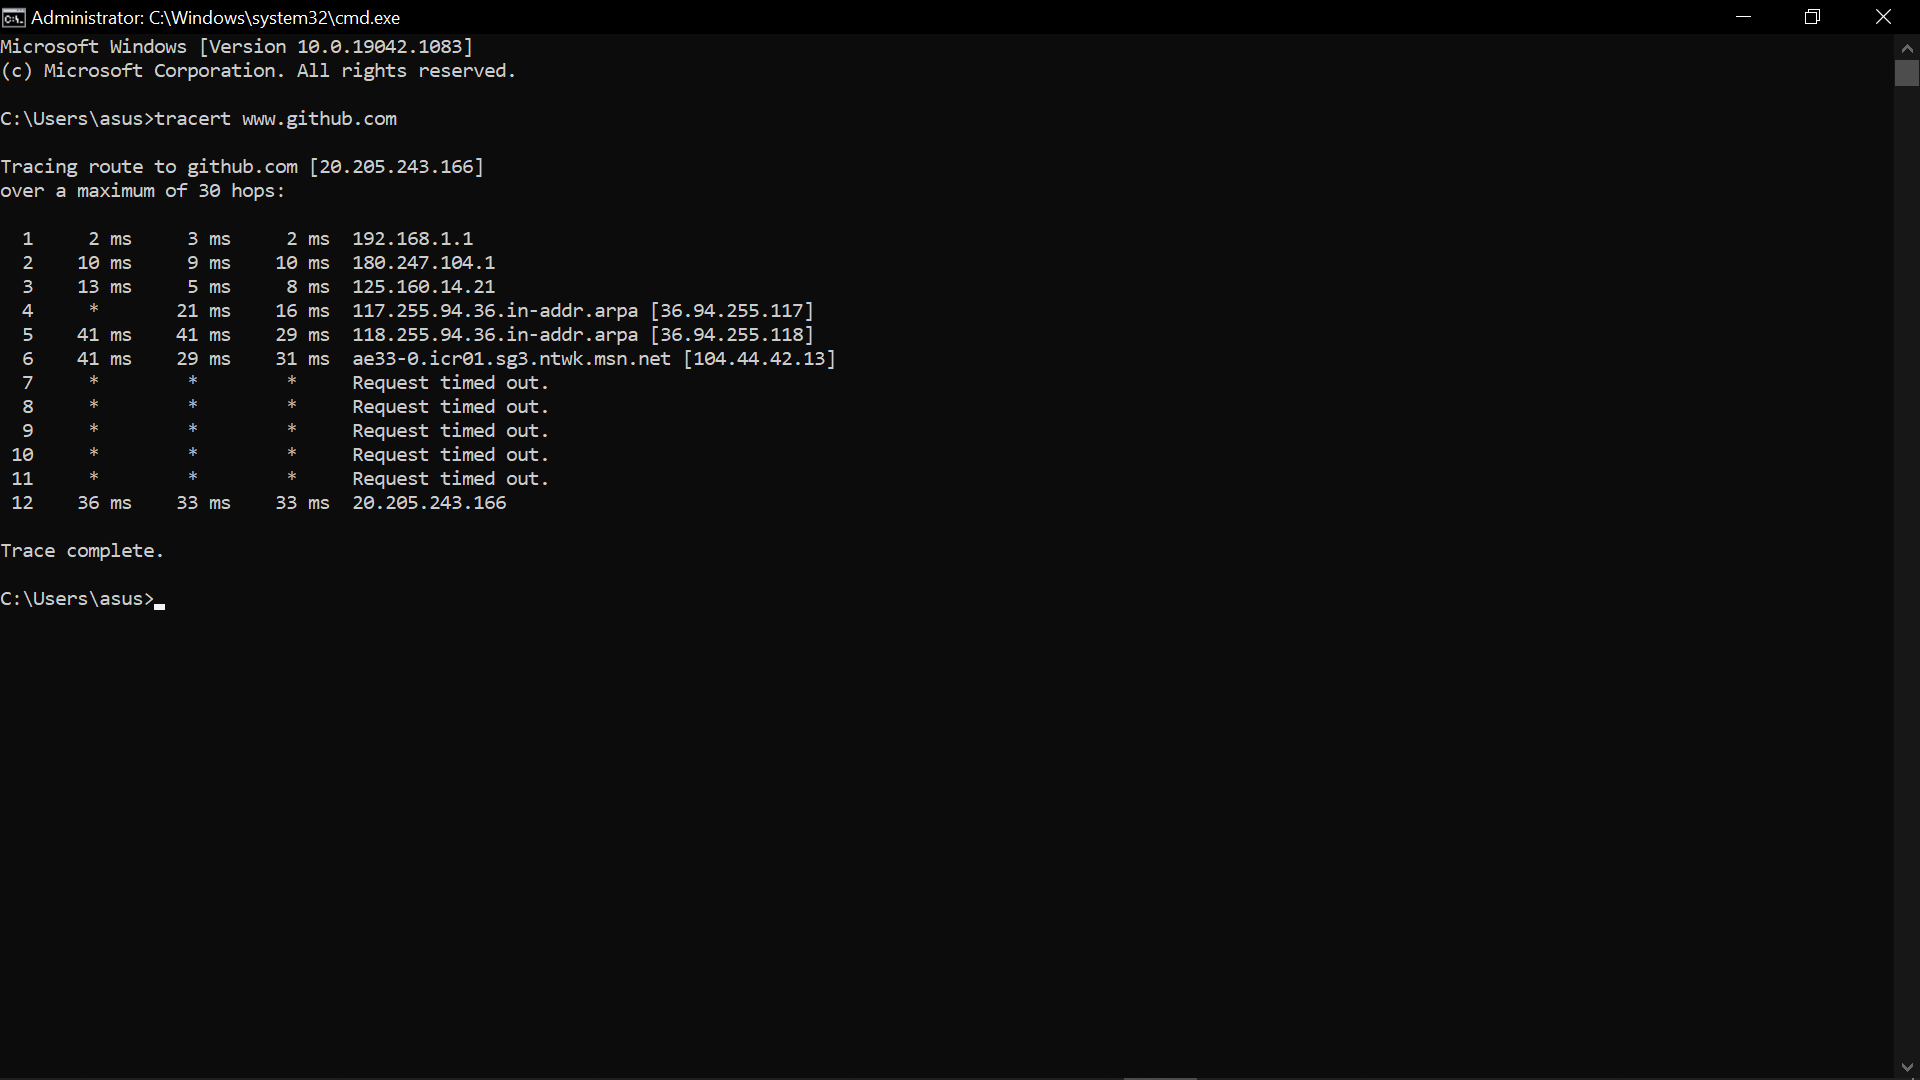 Administrator: C:\Windows\system32\cmd.exe
Microsoft Windows [Version 10.0.19042.1083]
(c) Microsoft Corporation. All rights reserved.
C:\Users\asus>tracert www.github.com
Tracing route to github.com [20.205.243.166]
over a maximum of 30 hops:
1 2 ms 3 ms 2 ms 192.168.1.1
2 10 ms 9 ms 10 ms 180.247.104.1
3 13 ms 5 ms 8 ms 125.160.14.21
4 * 21 ms 16 ms 117.255.94.36.in-addr.arpa [36.94.255.117]
5 41 ms 41 ms 29 ms 118.255.94.36.in-addr.arpa [36.94.255.118]
6 41 ms 29 ms 31 ms ae33-0.icr01.sg3.ntwk.msn.net [104.44.42.13]
7 * * * Request timed out.
8 * * * Request timed out.
9 * * * Request timed out.
10 * * * Request timed out.
11 * * * Request timed out.
12 36 ms 33 ms 33 ms 20.205.243.166
Trace complete.
C:\Users\asus>